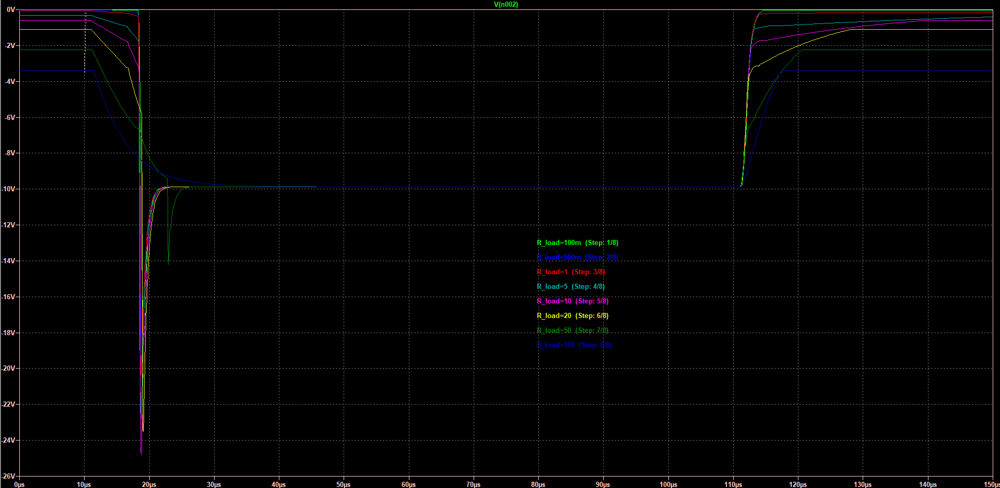 V(n002)
0V
-2V
-4V
-6V
-8V
-10V
-12V
-14V
-16V
-18V
-20V
-22V
-24V
-26V
R_load=100m (Step: 1/8)
R_load=500m (Step: 2/8)
R_load=1 (Step: 3/8)
R_load=5 (Step: 4/8)
R_load=10 (Step: 5/8)
R_load=20 (Step: 6/8)
R_load=50 (Step: 7/8)
R_load=100 (Step: 8/8)
0µs 10µs 20µs 30µs 40µs 50µs 60µs 70µs 80µs 90µs 100µs 110µs 120µs 130µs 140µs 150µs